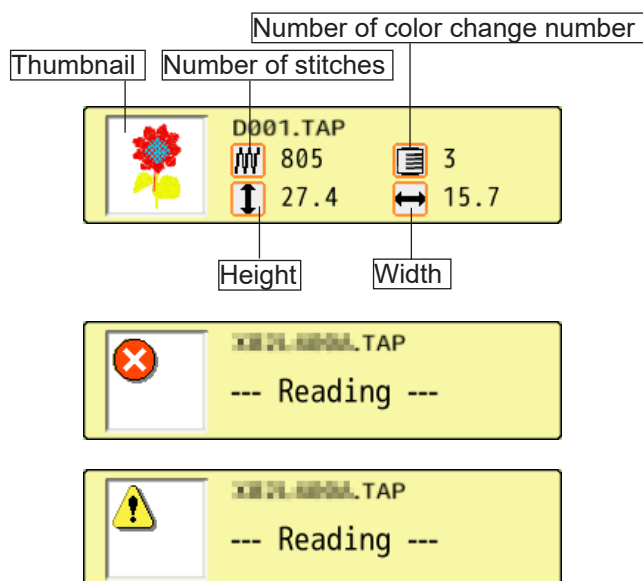 Number of color change number
Thumbnail
Number of stitches
D001.TAP
805
3
27.4
15.7
Height
Width
.TAP
--- Reading ---
.TAP
--- Reading ---